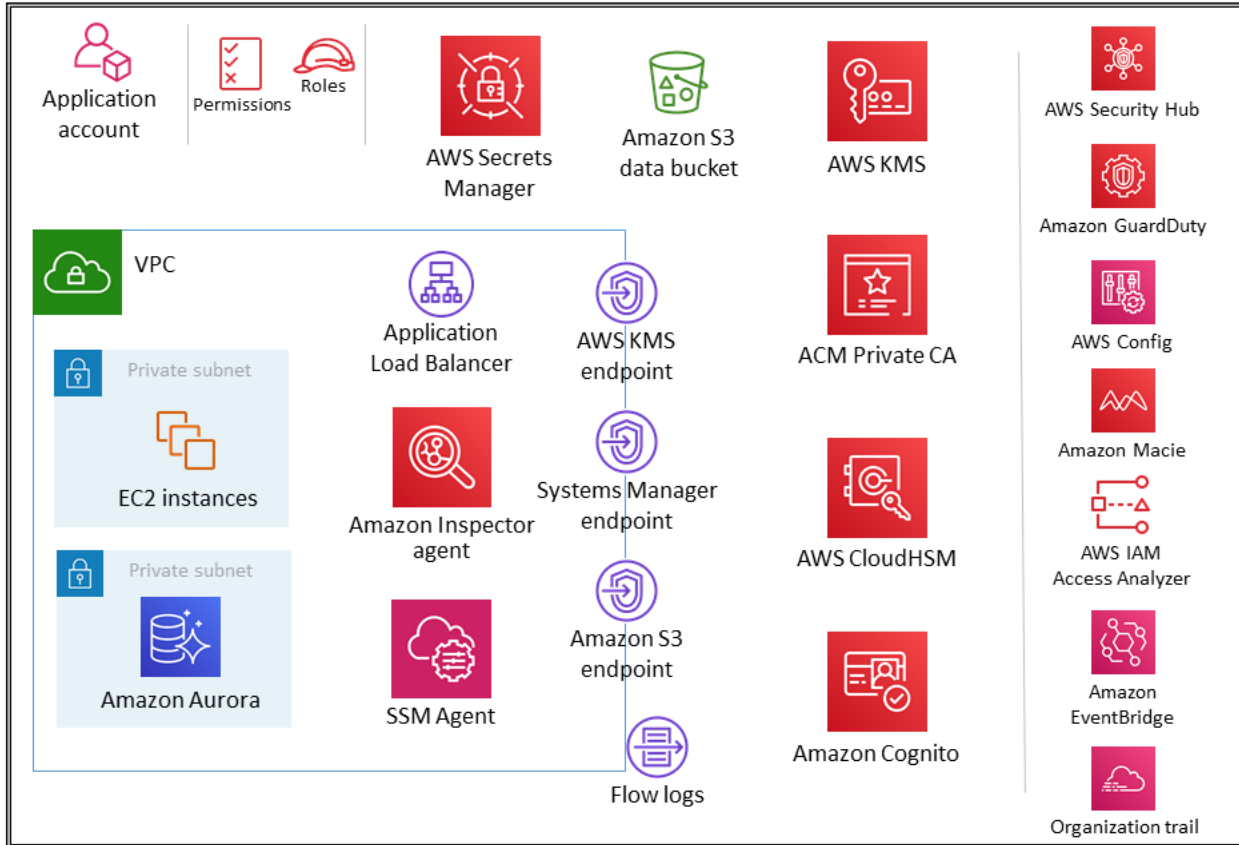 Application
account
Permissions
Roles
AWS Secrets
Manager
Amazon S3
data bucket
AWS KMS
VPC
Application
Load Balancer
AWS KMS
endpoint
ACM Private CA
Private subnet
EC2 instances
Amazon Inspector
agent
Systems Manager
endpoint
AWS CloudHSM
Private subnet
Amazon Aurora
SSM Agent
Amazon S3
endpoint
Flow logs
Amazon Cognito
AWS Security Hub
Amazon GuardDuty
AWS Config
Amazon Macie
AWS IAM
Access Analyzer
Amazon
EventBridge
Organization trail